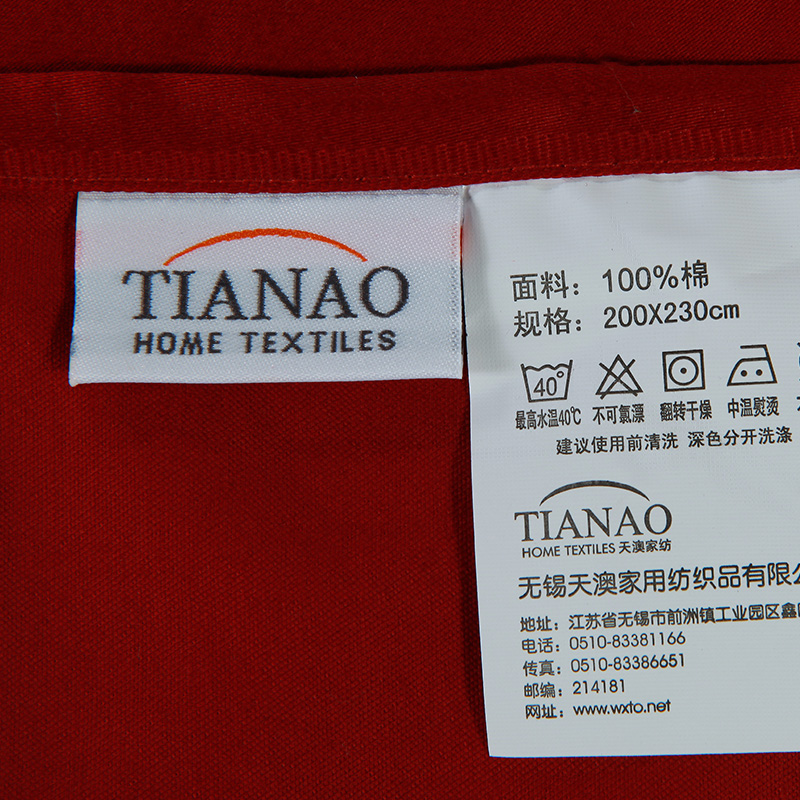 TIANAO
HOME TEXTILES
面料：100%棉
规格：200X230cm
40°
最高水温40℃ 不可氯漂 翻转干燥 中温熨烫
建议使用前清洗 深色分开洗涤
TIANAO
HOME TEXTILES 天澳家纺
无锡天澳家用纺织品有限
地址：江苏省无锡市前洲镇工业园区鑫
电话：0510-83381166
传真：0510-83386651
邮编：214181
网址：www.wxto.net